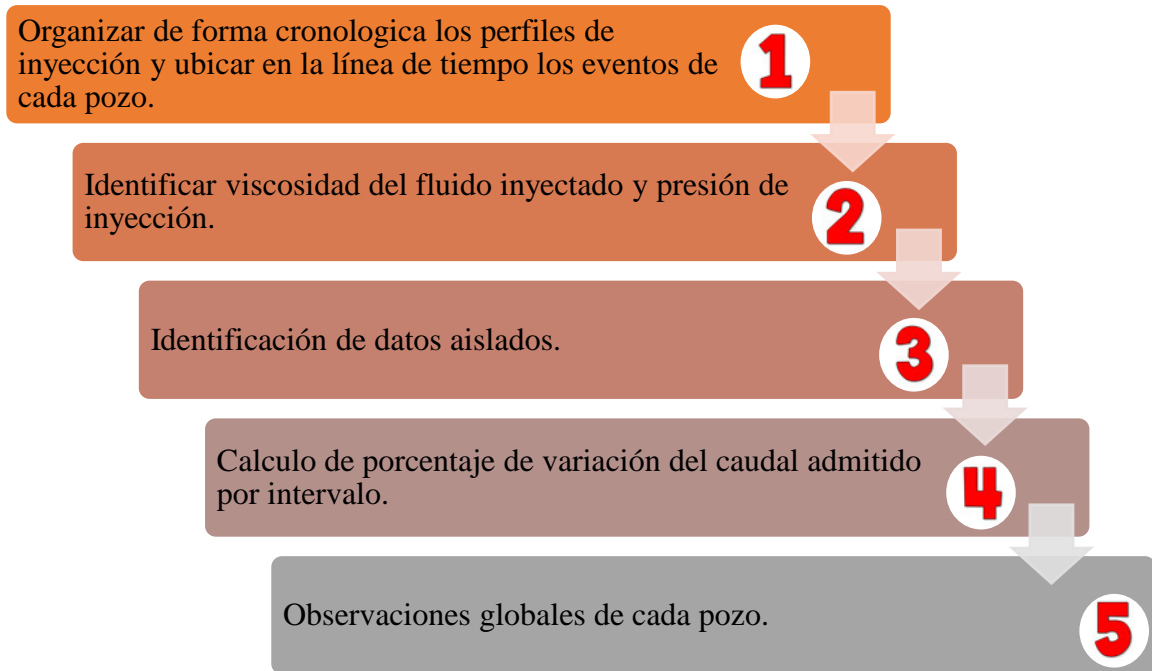 Organizar de forma cronologica los perfiles de
inyección y ubicar en la línea de tiempo los eventos de
cada pozo.
1
Identificar viscosidad del fluido inyectado y presión de
inyección.
2
Identificación de datos aislados.
3
Calculo de porcentaje de variación del caudal admitido
por intervalo.
4
Observaciones globales de cada pozo.
5